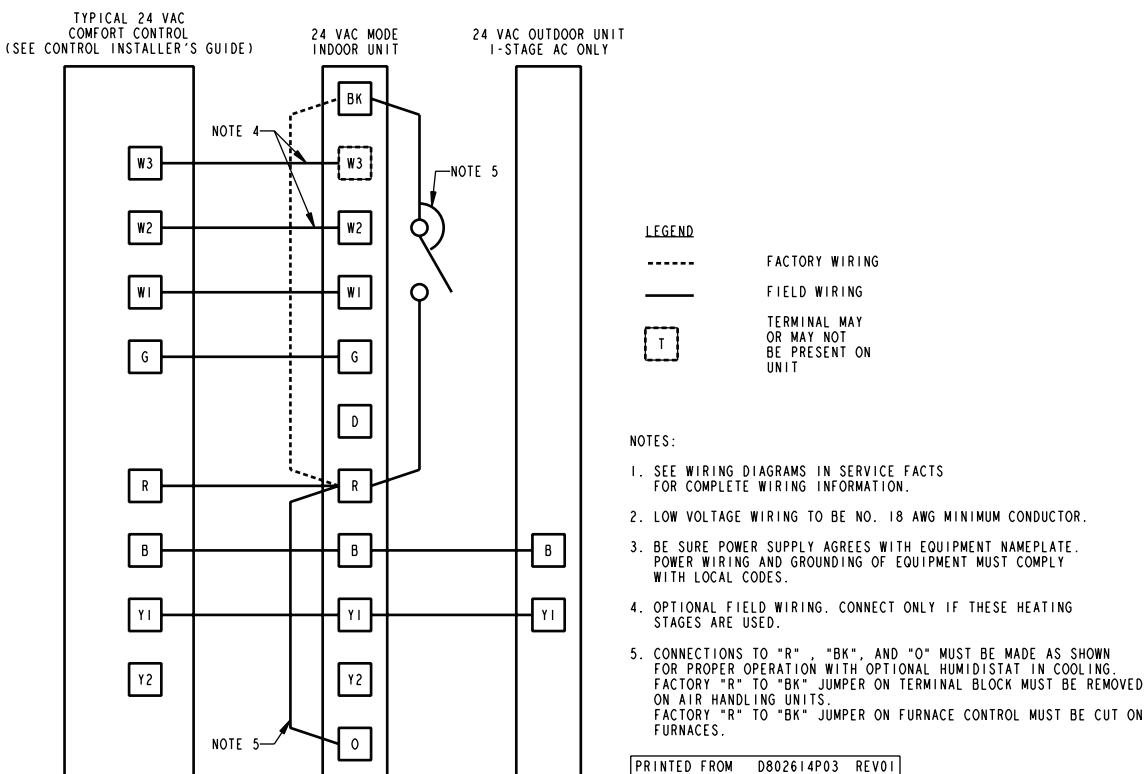 TYPICAL 24 VAC
COMFORT CONTROL
(SEE CONTROL INSTALLER'S GUIDE)
24 VAC MODE
INDOOR UNIT
24 VAC OUTDOOR UNIT
1-STAGE AC ONLY
BK
NOTE 4
W3
W3
NOTE 5
W2
W2
W1
W1
G
G
D
R
R
B
B
B
Y1
Y1
Y1
Y2
Y2
NOTE 5
O
LEGEND
FACTORY WIRING
FIELD WIRING
T
TERMINAL MAY
OR MAY NOT
BE PRESENT ON
UNIT
NOTES:
1. SEE WIRING DIAGRAMS IN SERVICE FACTS
FOR COMPLETE WIRING INFORMATION.
2. LOW VOLTAGE WIRING TO BE NO. 18 AWG MINIMUM CONDUCTOR.
3. BE SURE POWER SUPPLY AGREES WITH EQUIPMENT NAMEPLATE.
POWER WIRING AND GROUNDING OF EQUIPMENT MUST COMPLY
WITH LOCAL CODES.
4. OPTIONAL FIELD WIRING. CONNECT ONLY IF THESE HEATING
STAGES ARE USED.
5. CONNECTIONS TO "R" , "BK", AND "O" MUST BE MADE AS SHOWN
FOR PROPER OPERATION WITH OPTIONAL HUMIDISTAT IN COOLING.
FACTORY "R" TO "BK" JUMPER ON TERMINAL BLOCK MUST BE REMOVED
ON AIR HANDLING UNITS.
FACTORY "R" TO "BK" JUMPER ON FURNACE CONTROL MUST BE CUT ON
FURNACES.
PRINTED FROM D802614P03 REV01